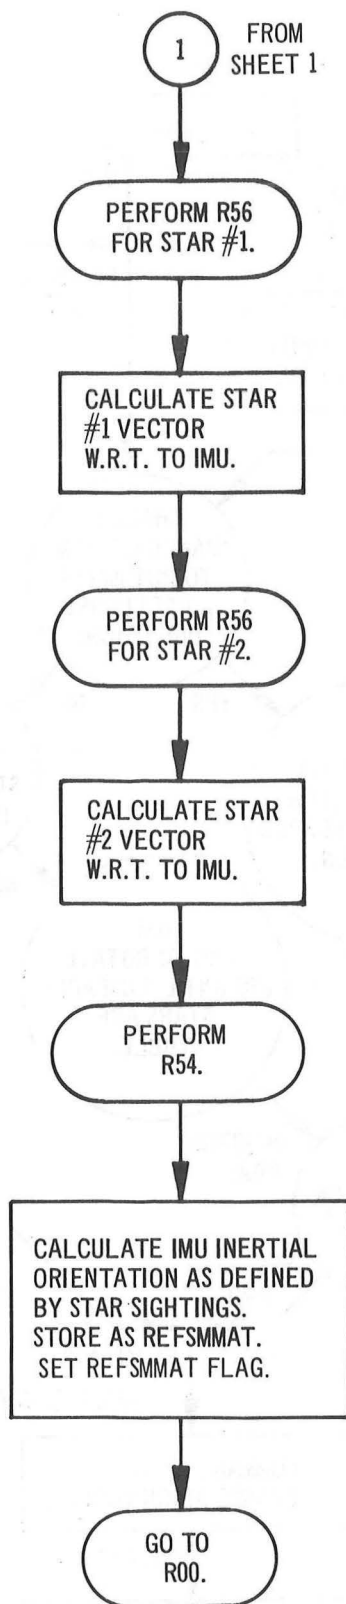 1
FROM
SHEET 1
PERFORM R56
FOR STAR #1.
CALCULATE STAR
#1 VECTOR
W.R.T. TO IMU.
PERFORM R56
FOR STAR #2.
CALCULATE STAR
#2 VECTOR
W.R.T. TO IMU.
PERFORM
R54.
CALCULATE IMU INERTIAL
ORIENTATION AS DEFINED
BY STAR SIGHTINGS.
STORE AS REFSMMAT.
SET REFSMMAT FLAG.
GO TO
R00.